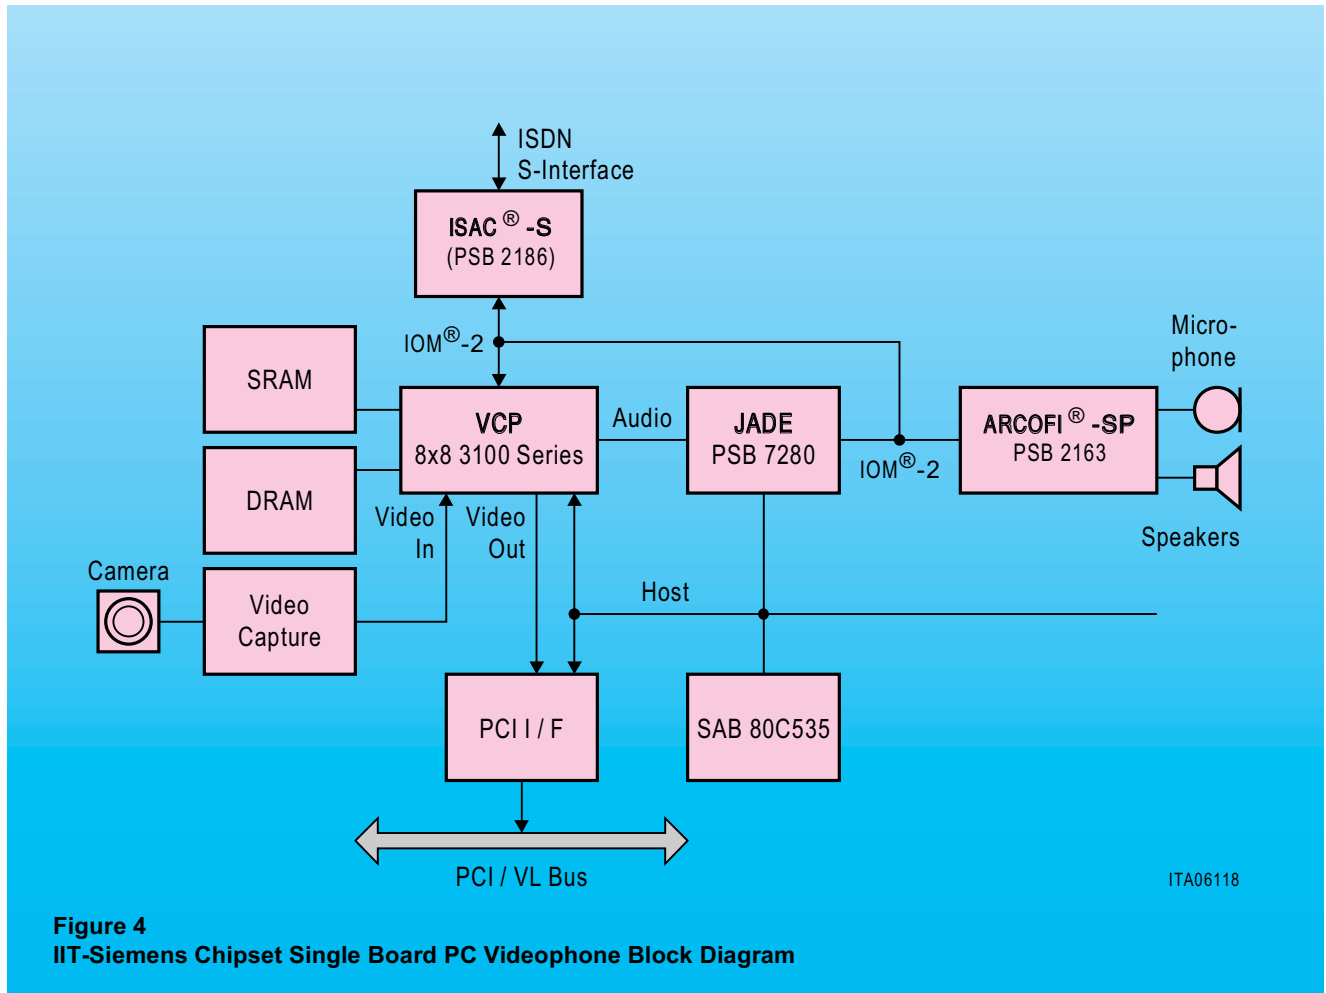 ISDN
S-Interface
ISAC® -S
(PSB 2186)
IOM®-2
SRAM
VCP
8x8 3100 Series
Audio
JADE
PSB 7280
IOM®-2
ARCOFI® -SP
PSB 2163
Micro-
phone
Speakers
DRAM
Video
In
Video
Out
Camera
Video
Capture
Host
PCI I / F
SAB 80C535
PCI / VL Bus
ITA06118
Figure 4
IIT-Siemens Chipset Single Board PC Videophone Block Diagram